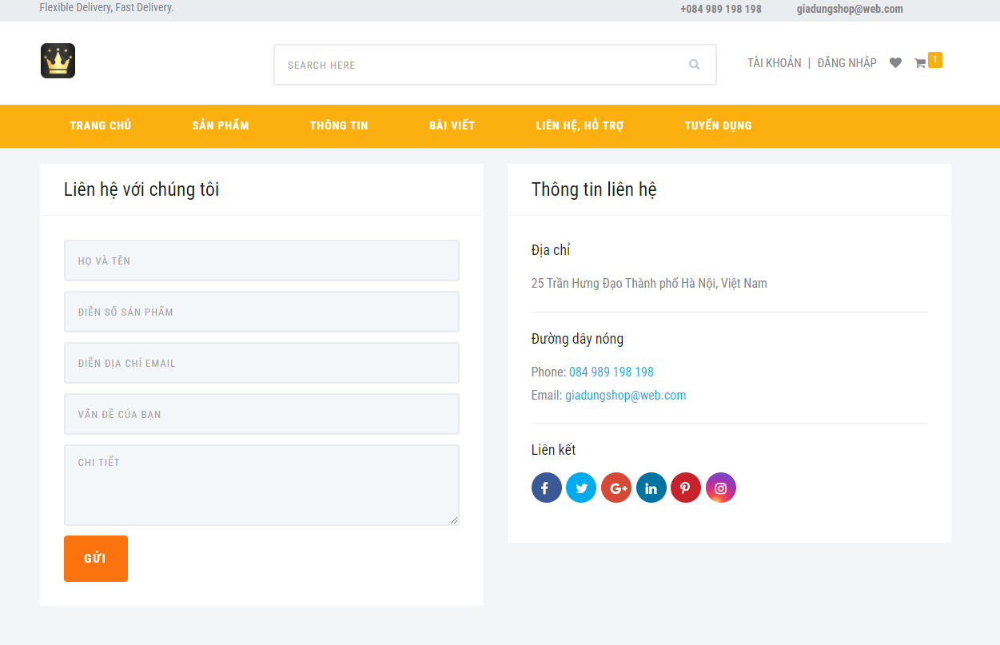 Flexible Delivery, Fast Delivery.
+084 989 198 198
giadungshop@web.com
SEARCH HERE
TÀI KHOẢN | ĐĂNG NHẬP
1
TRANG CHỦ
SẢN PHẨM
THÔNG TIN
BÀI VIẾT
LIÊN HỆ, HỖ TRỢ
TUYỂN DỤNG
Liên hệ với chúng tôi
HỌ VÀ TÊN
ĐIỀN SỐ SẢN PHẨM
ĐIỀN ĐỊA CHỈ EMAIL
VẤN ĐỀ CỦA BẠN
CHI TIẾT
GỬI
Thông tin liên hệ
Địa chỉ
25 Trần Hưng Đạo Thành phố Hà Nội, Việt Nam
Đường dây nóng
Phone: 084 989 198 198
Email: giadungshop@web.com
Liên kết